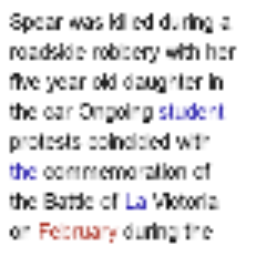 Spear was killed during a
roadside robbery with her
five year old daughter in
the car Ongoing student
protests coincided with
the commemoration of
the Battle of La Victoria
on February during the